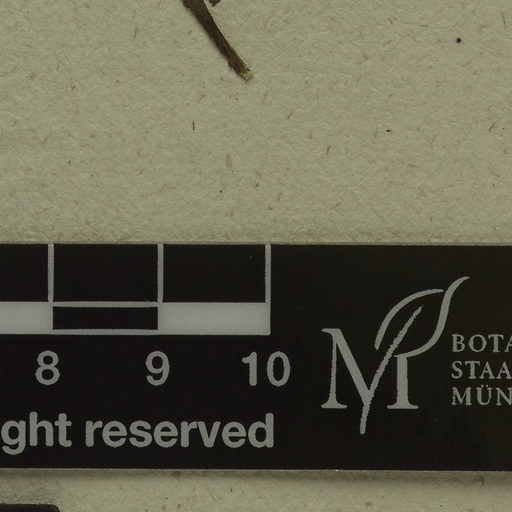 8 9 10
ght reserved
M
BOTA
STAA
MÜN